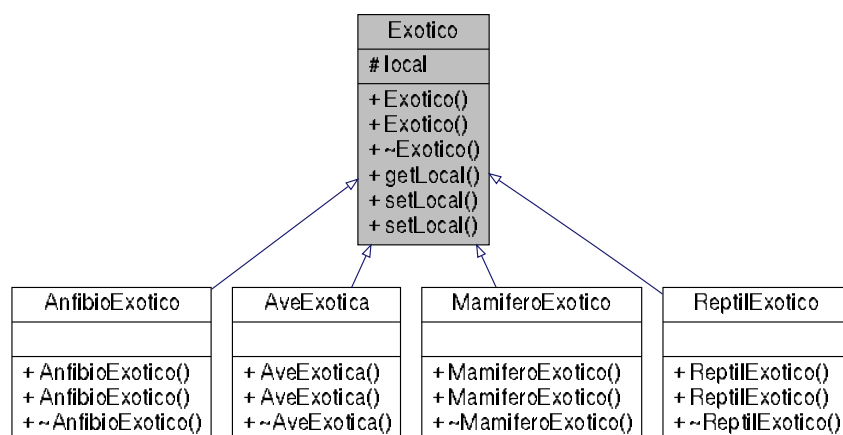 Exotico
# local
+ Exotico()
+ Exotico()
+ ~Exotico()
+ getLocal()
+ setLocal()
+ setLocal()
AnfibioExotico
+ AnfibioExotico()
+ AnfibioExotico()
+ ~AnfibioExotico()
AveExotica
+ AveExotica()
+ AveExotica()
+ ~AveExotica()
MamiferoExotico
+ MamiferoExotico()
+ MamiferoExotico()
+ ~MamiferoExotico()
ReptilExotico
+ ReptilExotico()
+ ReptilExotico()
+ ~ReptilExotico()